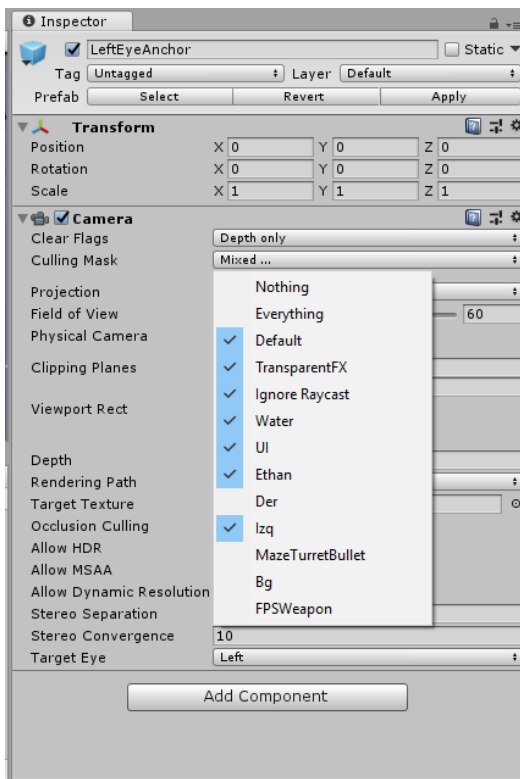 Inspector
LeftEyeAnchor Static
Tag Untagged Layer Default
Prefab Select Revert Apply
Transform
Position X 0 Y 0 Z 0
Rotation X 0 Y 0 Z 0
Scale X 1 Y 1 Z 1
Camera
Clear Flags Depth only
Culling Mask Mixed ...
Nothing
Projection
Everything
Field of View 60
Default
Physical Camera
TransparentFX
Clipping Planes
Ignore Raycast
Viewport Rect
Water
UI
Depth
Ethan
Rendering Path
Der
Target Texture
Occlusion Culling
Izq
Allow HDR
MazeTurretBullet
Allow MSAA
Bg
Allow Dynamic Resolution
FPSWeapon
Stereo Separation
Stereo Convergence 10
Target Eye Left
Add Component